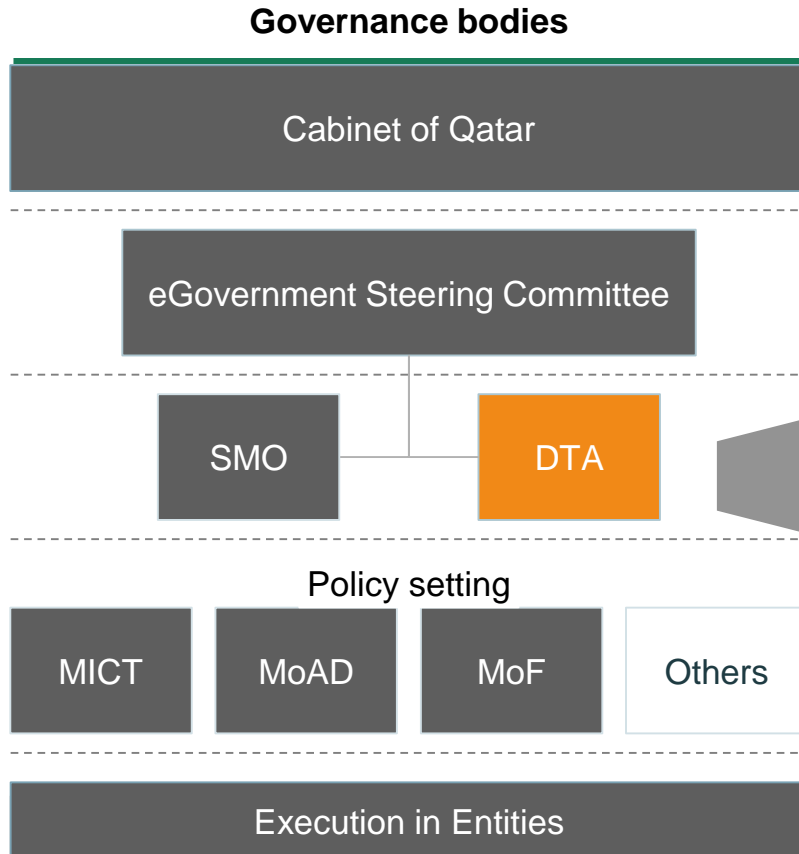 Governance bodies
Cabinet of Qatar
eGovernment Steering Committee
SMO
DTA
Policy setting
MICT
MoAD
MoF
Others
Execution in Entities